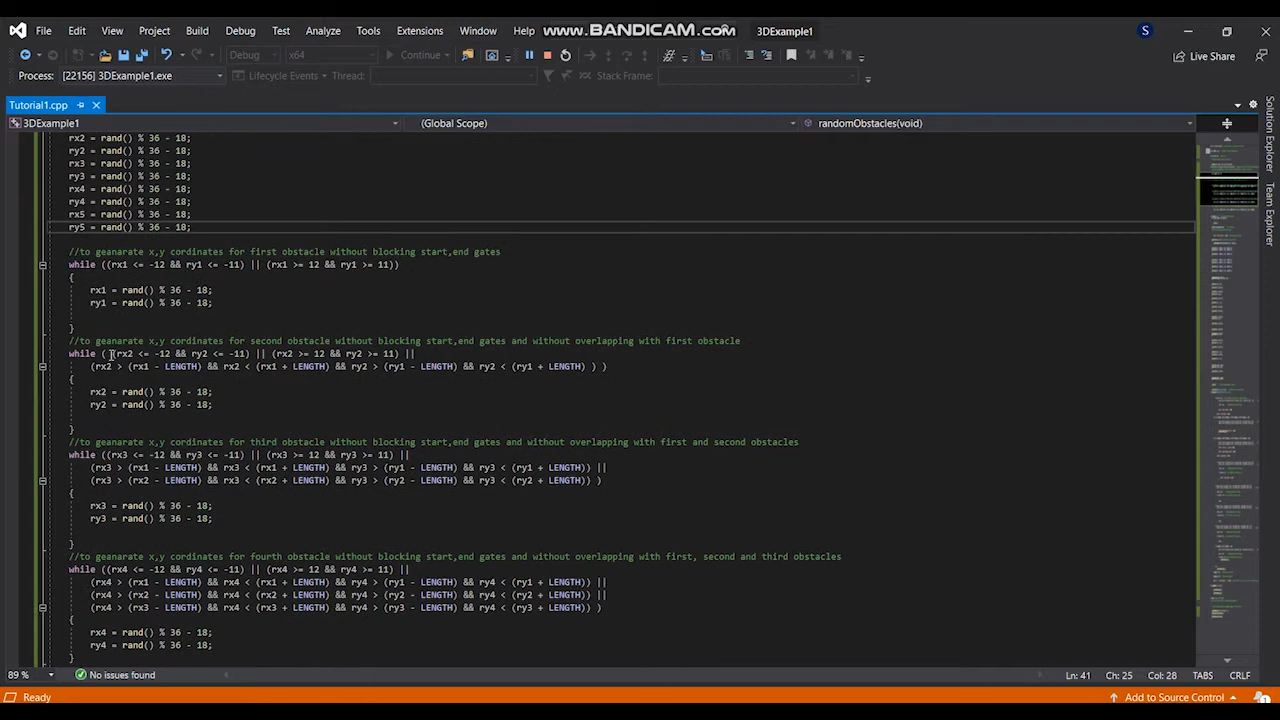 File Edit View Project Build Debug Test Analyze Tools Extensions Window Help www.BANDICAM.com 3DExample1 S
Debug x64 Continue Live Share
Process: [22156] 3DExample1.exe Lifecycle Events Thread: Stack Frame:
Tutorial1.cpp
3DExample1 (Global Scope) randomObstacles(void)
rx2 = rand() % 36 - 18;
ry2 = rand() % 36 - 18;
rx3 = rand() % 36 - 18;
ry3 = rand() % 36 - 18;
rx4 = rand() % 36 - 18;
ry4 = rand() % 36 - 18;
rx5 = rand() % 36 - 18;
ry5 = rand() % 36 - 18;
//to geanarate x,y cordinates for first obstacle without blocking start,end gates
while ((rx1 <= -12 && ry1 <= -11) || (rx1 >= 12 && ry1 >= 11))
{
rx1 = rand() % 36 - 18;
ry1 = rand() % 36 - 18;
}
//to geanarate x,y cordinates for second obstacle without blocking start,end gates and without overlapping with first obstacle
while ( (rx2 <= -12 && ry2 <= -11) || (rx2 >= 12 && ry2 >= 11) ||
(rx2 > (rx1 - LENGTH) && rx2 < (rx1 + LENGTH) && ry2 > (ry1 - LENGTH) && ry2 < (ry1 + LENGTH) ) )
{
rx2 = rand() % 36 - 18;
ry2 = rand() % 36 - 18;
}
//to geanarate x,y cordinates for third obstacle without blocking start,end gates and without overlapping with first and second obstacles
while ((rx3 <= -12 && ry3 <= -11) || (rx3 >= 12 && ry3 >= 11) ||
(rx3 > (rx1 - LENGTH) && rx3 < (rx1 + LENGTH) && ry3 > (ry1 - LENGTH) && ry3 < (ry1 + LENGTH)) ||
(rx3 > (rx2 - LENGTH) && rx3 < (rx2 + LENGTH) && ry3 > (ry2 - LENGTH) && ry3 < (ry2 + LENGTH)) )
{
rx3 = rand() % 36 - 18;
ry3 = rand() % 36 - 18;
}
//to geanarate x,y cordinates for fourth obstacle without blocking start,end gates and without overlapping with first, second and third obstacles
while ((rx4 <= -12 && ry4 <= -11) || (rx4 >= 12 && ry4 >= 11) ||
(rx4 > (rx1 - LENGTH) && rx4 < (rx1 + LENGTH) && ry4 > (ry1 - LENGTH) && ry4 < (ry1 + LENGTH)) ||
(rx4 > (rx2 - LENGTH) && rx4 < (rx2 + LENGTH) && ry4 > (ry2 - LENGTH) && ry4 < (ry2 + LENGTH)) ||
(rx4 > (rx3 - LENGTH) && rx4 < (rx3 + LENGTH) && ry4 > (ry3 - LENGTH) && ry4 < (ry3 + LENGTH)) )
{
rx4 = rand() % 36 - 18;
ry4 = rand() % 36 - 18;
}
89 % No issues found Ln: 41 Ch: 25 Col: 28 TABS CRLF
Ready Add to Source Control 1
Solution Explorer
Team Explorer